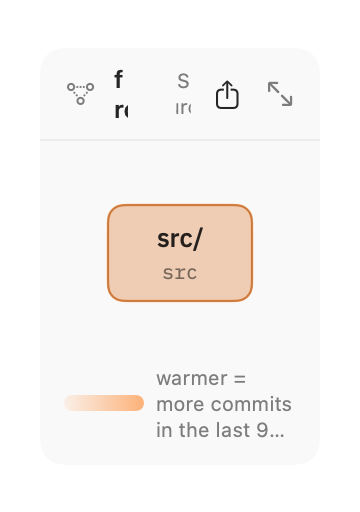 f
S
src/
src
warmer =
more commits
in the last 9...